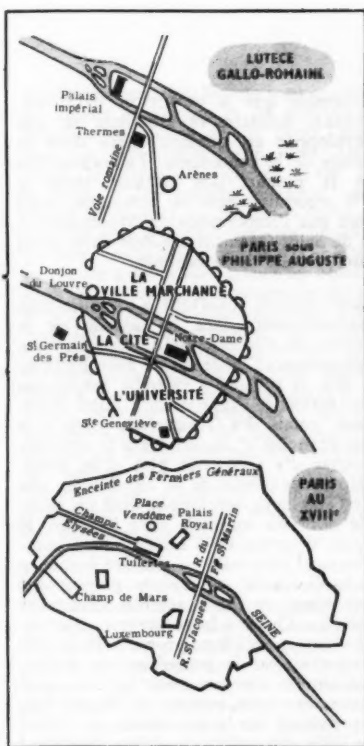 LUTECE
GALLO-ROMAINE
Palais
impérial
Thermes
Voie romaine
Arènes
PARIS sous
PHILIPPE AUGUSTE
Donjon
du Louvre
LA
VILLE MARCHANDE
LA CITÉ
Notre-Dame
St Germain
des Prés
L'UNIVERSITÉ
Ste Geneviève
Enceinte des Fermiers Généraux
PARIS
AU
XVIIIe
Place
Vendôme
Palais
Royal
Champs-
Elysées
Tuileries
R. du
Fg St Martin
Champ de Mars
Luxembourg
R. St Jacques
SEINE